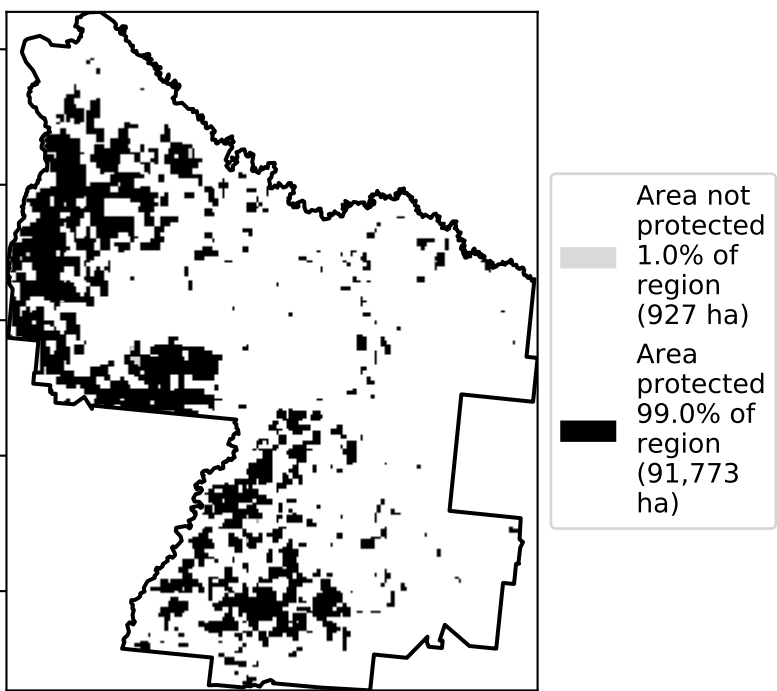 Area not
protected
1.0% of
region
(927 ha)
Area
protected
99.0% of
region
(91,773
ha)